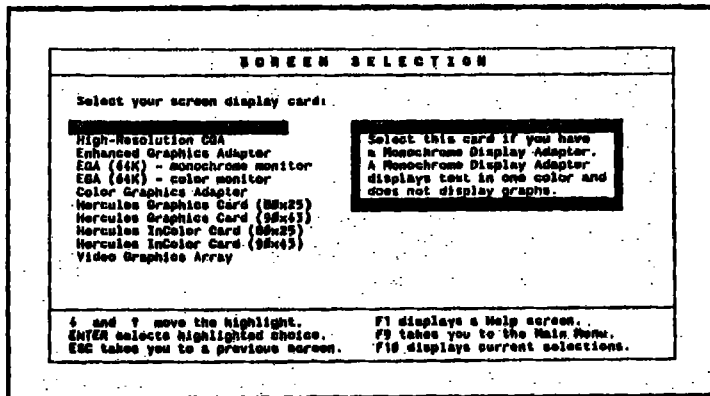 SCREEN SELECTION
Select your screen display card:
High-Resolution CGA
Enhanced Graphics Adapter
EGA (64K) - monochrome monitor
EGA (64K) - color monitor
Color Graphics Adapter
Hercules Graphics Card (80x25)
Hercules Graphics Card (90x43)
Hercules InColor Card (80x25)
Hercules InColor Card (90x43)
Video Graphics Array
Select this card if you have
a Monochrome Display Adapter.
A Monochrome Display Adapter
displays text in one color and
does not display graphs.
↓ and ↑ move the highlight.
ENTER selects highlighted choice.
ESC takes you to a previous screen.
F1 displays a Help screen.
F9 takes you to the Main Menu.
F10 displays current selections.